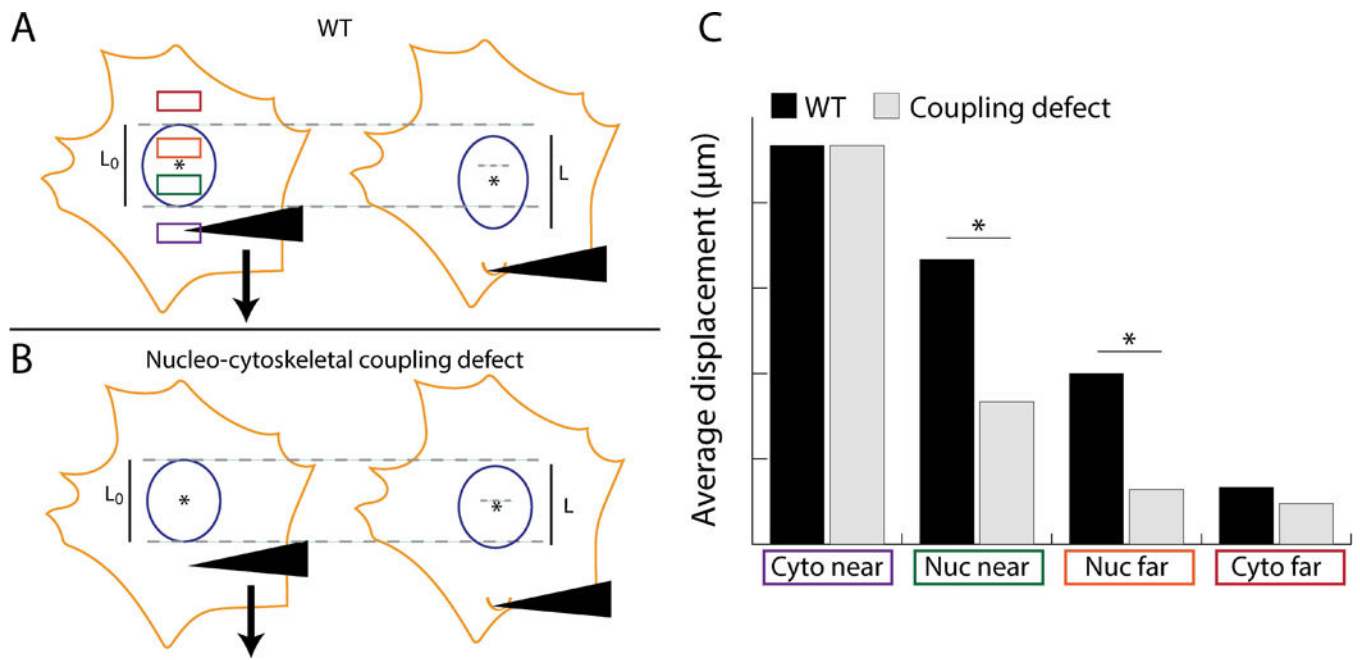 A
WT
L₀
*
*
L
B
Nucleo-cytoskeletal coupling defect
L₀
*
*
L
C
WT Coupling defect
Average displacement (μm)
*
*
Cyto near Nuc near Nuc far Cyto far